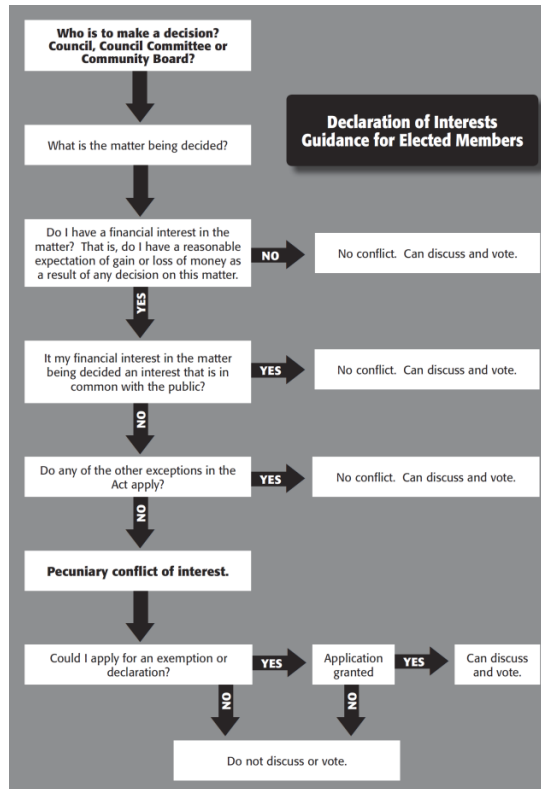 Who is to make a decision?
Council, Council Committee or
Community Board?
Declaration of Interests
Guidance for Elected Members
What is the matter being decided?
Do I have a financial interest in the
matter? That is, do I have a reasonable
expectation of gain or loss of money as
a result of any decision on this matter.
NO
No conflict. Can discuss and vote.
YES
It my financial interest in the matter
being decided an interest that is in
common with the public?
YES
No conflict. Can discuss and vote.
NO
Do any of the other exceptions in the
Act apply?
YES
No conflict. Can discuss and vote.
NO
Pecuniary conflict of interest.
Could I apply for an exemption or
declaration?
YES
Application
granted
YES
Can discuss
and vote.
NO
NO
Do not discuss or vote.